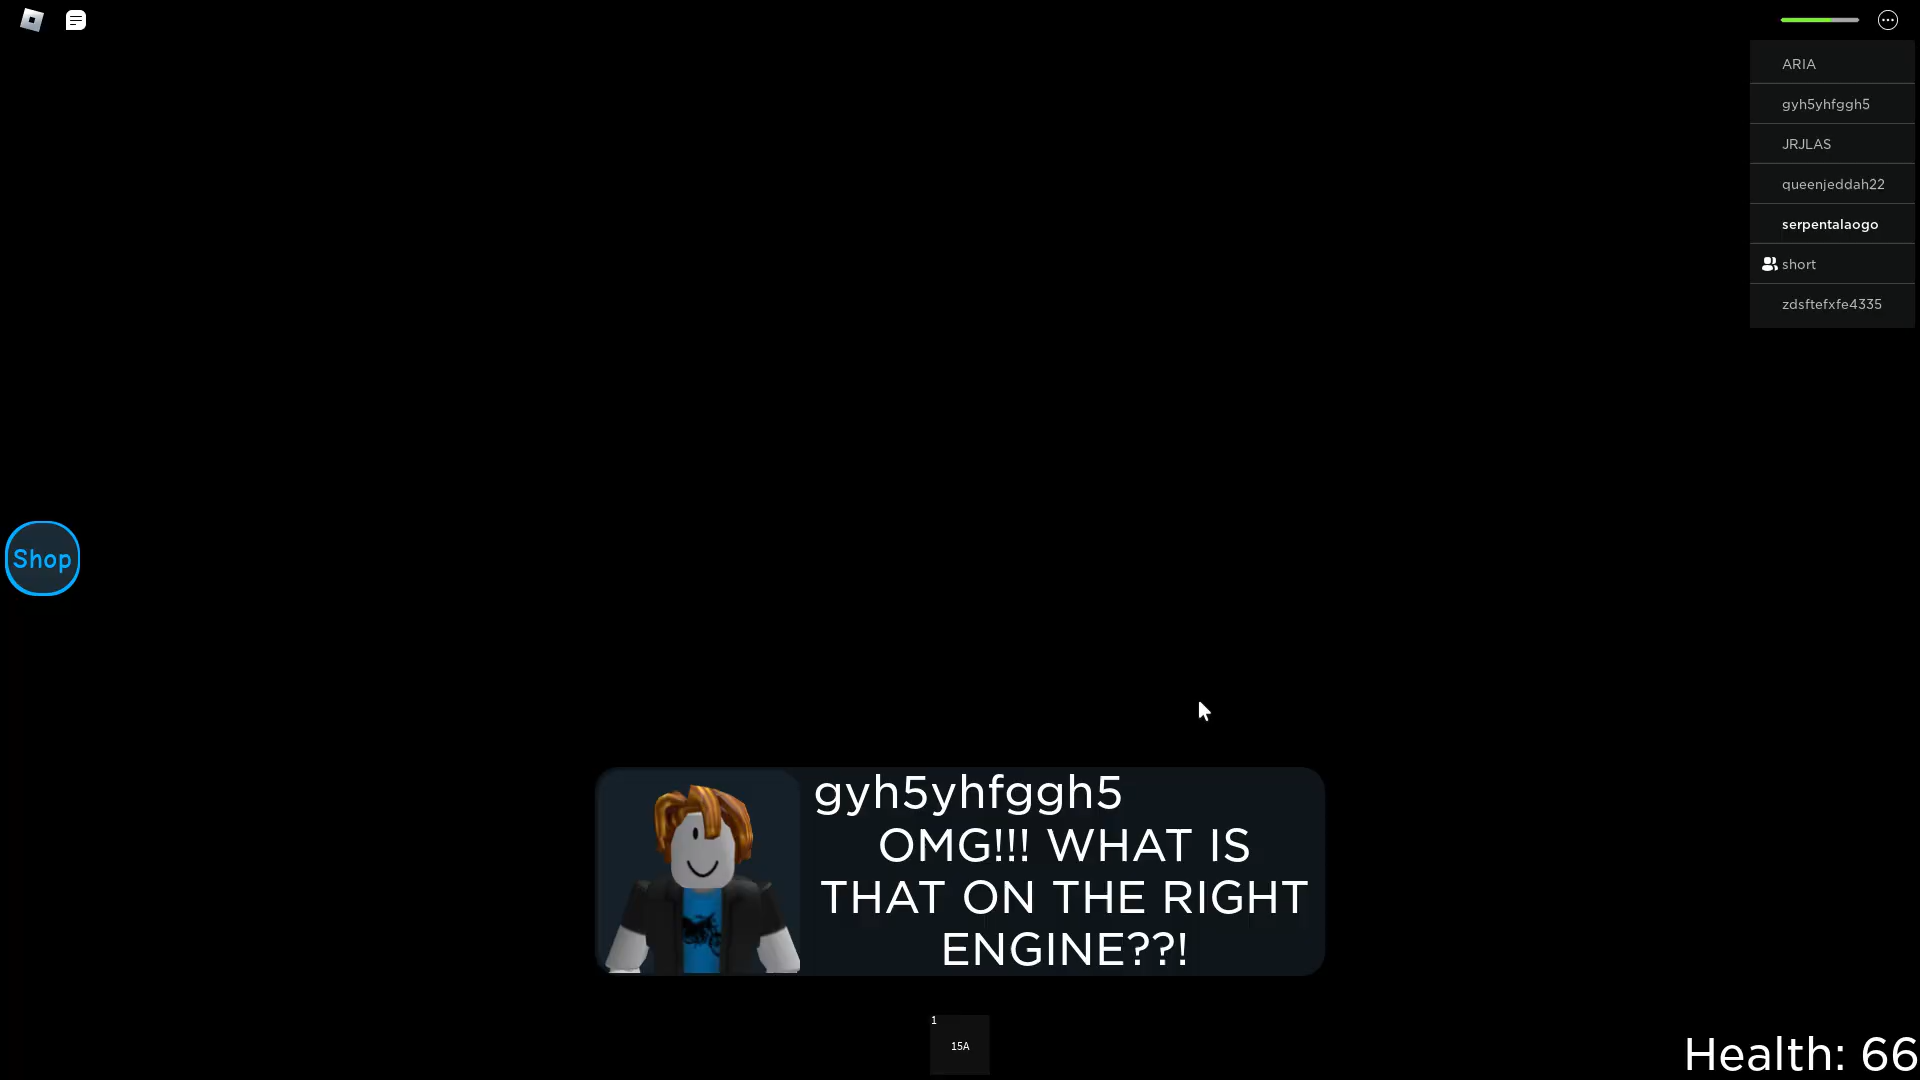 ARIA
gyh5yhfggh5
JRJLAS
queenjeddah22
serpentalaogo
short
zdsftefxfe4335
Shop
gyh5yhfggh5
OMG!!! WHAT IS
THAT ON THE RIGHT
ENGINE??!
1
15A
Health: 66